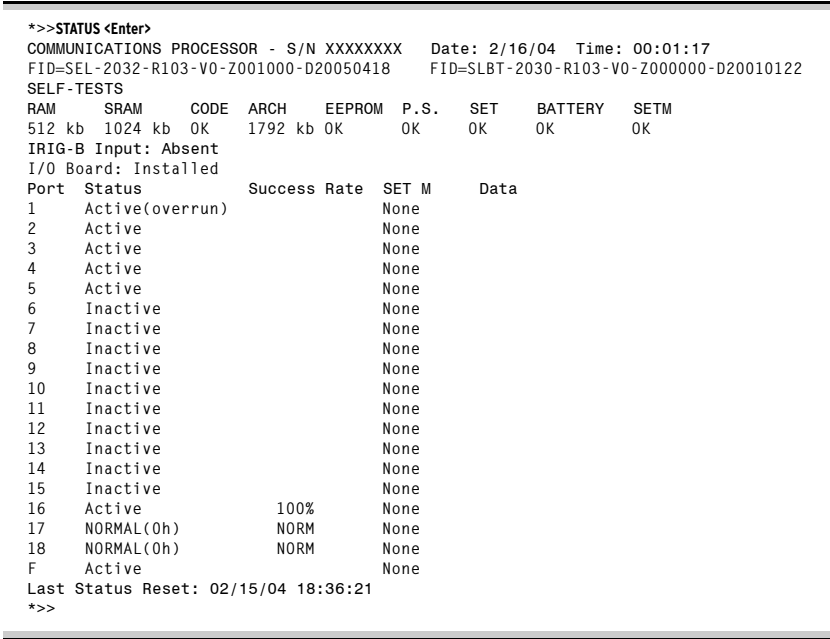 *>>STATUS <Enter>
COMMUNICATIONS PROCESSOR - S/N XXXXXXXX   Date: 2/16/04  Time: 00:01:17
FID=SEL-2032-R103-V0-Z001000-D20050418    FID=SLBT-2030-R103-V0-Z000000-D20010122
SELF-TESTS
RAM     SRAM     CODE  ARCH    EEPROM  P.S.   SET    BATTERY   SETM
512 kb  1024 kb  OK    1792 kb OK      OK     OK     OK        OK
IRIG-B Input: Absent
I/O Board: Installed
Port  Status           Success Rate  SET M     Data
1     Active(overrun)                None
2     Active                         None
3     Active                         None
4     Active                         None
5     Active                         None
6     Inactive                       None
7     Inactive                       None
8     Inactive                       None
9     Inactive                       None
10    Inactive                       None
11    Inactive                       None
12    Inactive                       None
13    Inactive                       None
14    Inactive                       None
15    Inactive                       None
16    Active              100%       None
17    NORMAL(0h)          NORM       None
18    NORMAL(0h)          NORM       None
F     Active                         None
Last Status Reset: 02/15/04 18:36:21
*>>